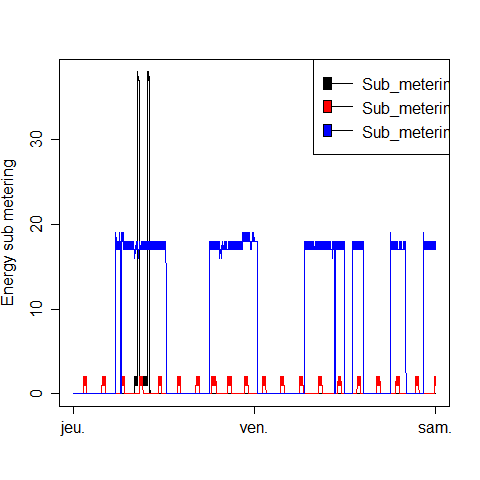 Sub_meterin
Sub_meterin
Sub_meterin
Energy sub metering
30
20
10
0
jeu.
ven.
sam.